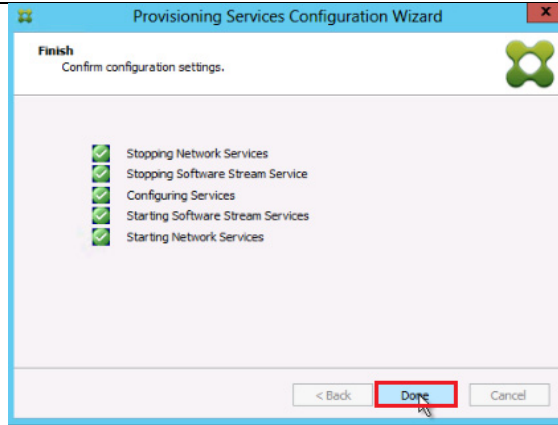 Provisioning Services Configuration Wizard
x
Finish
Confirm configuration settings.
Stopping Network Services
Stopping Software Stream Service
Configuring Services
Starting Software Stream Services
Starting Network Services
< Back Done Cancel